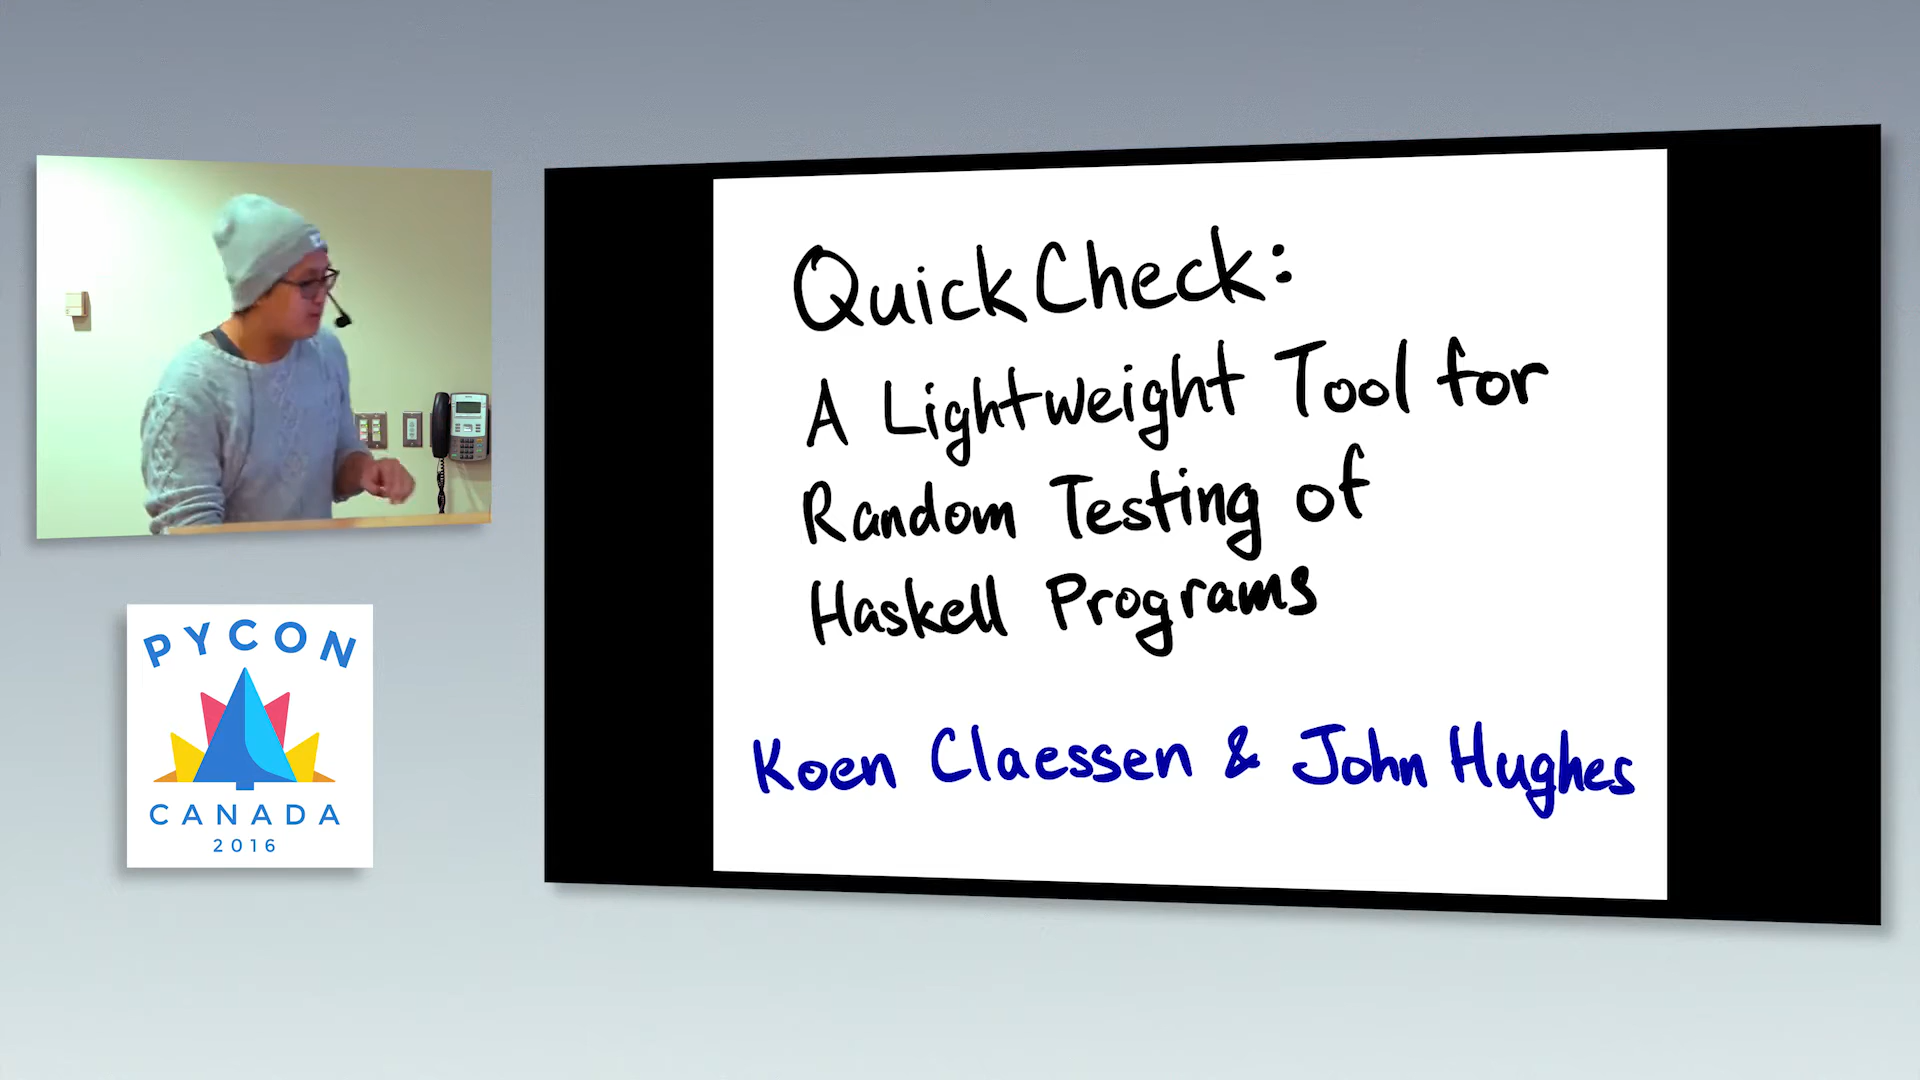 QuickCheck:
A Lightweight Tool for
Random Testing of
Haskell Programs
Koen Claessen & John Hughes
PYCON
CANADA
2016